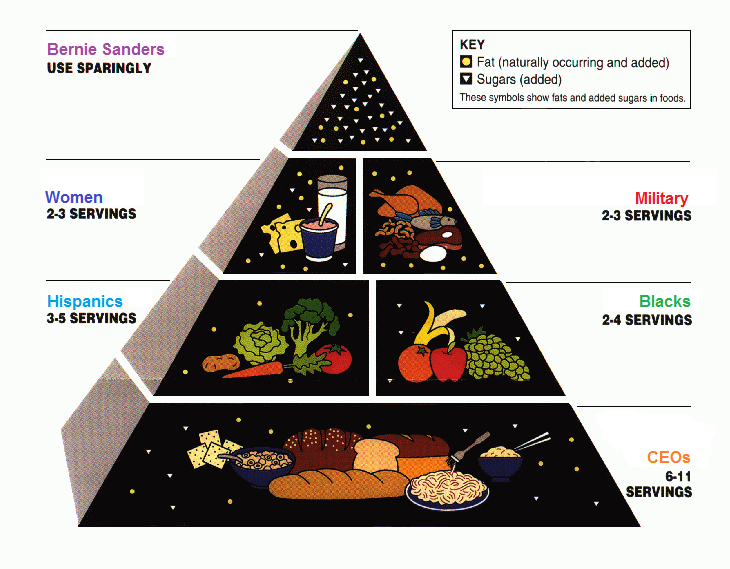 Bernie Sanders
USE SPARINGLY
KEY
Fat (naturally occurring and added)
Sugars (added)
These symbols show fats and added sugars in foods.
Women
2-3 SERVINGS
Military
2-3 SERVINGS
Hispanics
3-5 SERVINGS
Blacks
2-4 SERVINGS
CEOs
6-11
SERVINGS